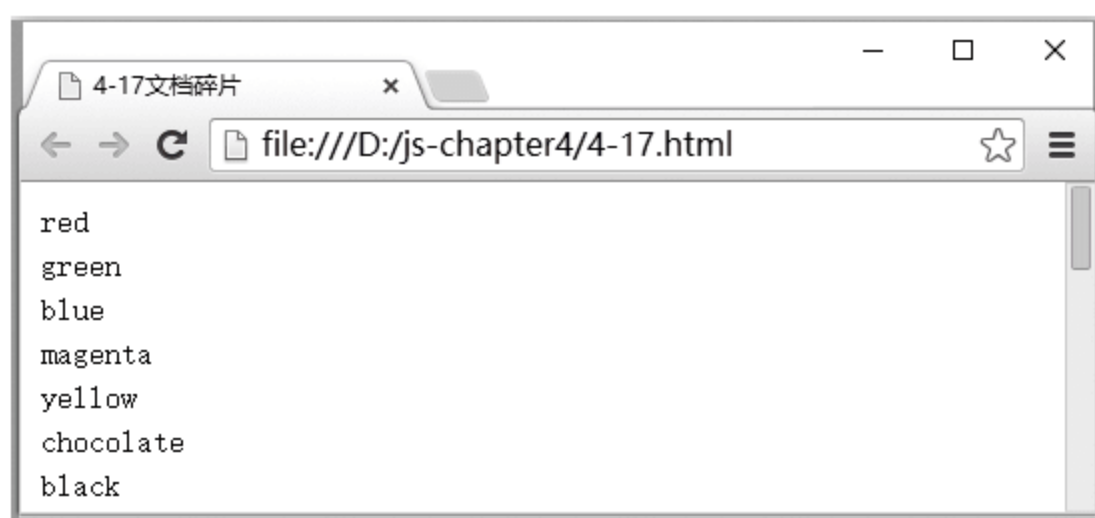 4-17文档碎片
file:///D:/js-chapter4/4-17.html
red
green
blue
magenta
yellow
chocolate
black